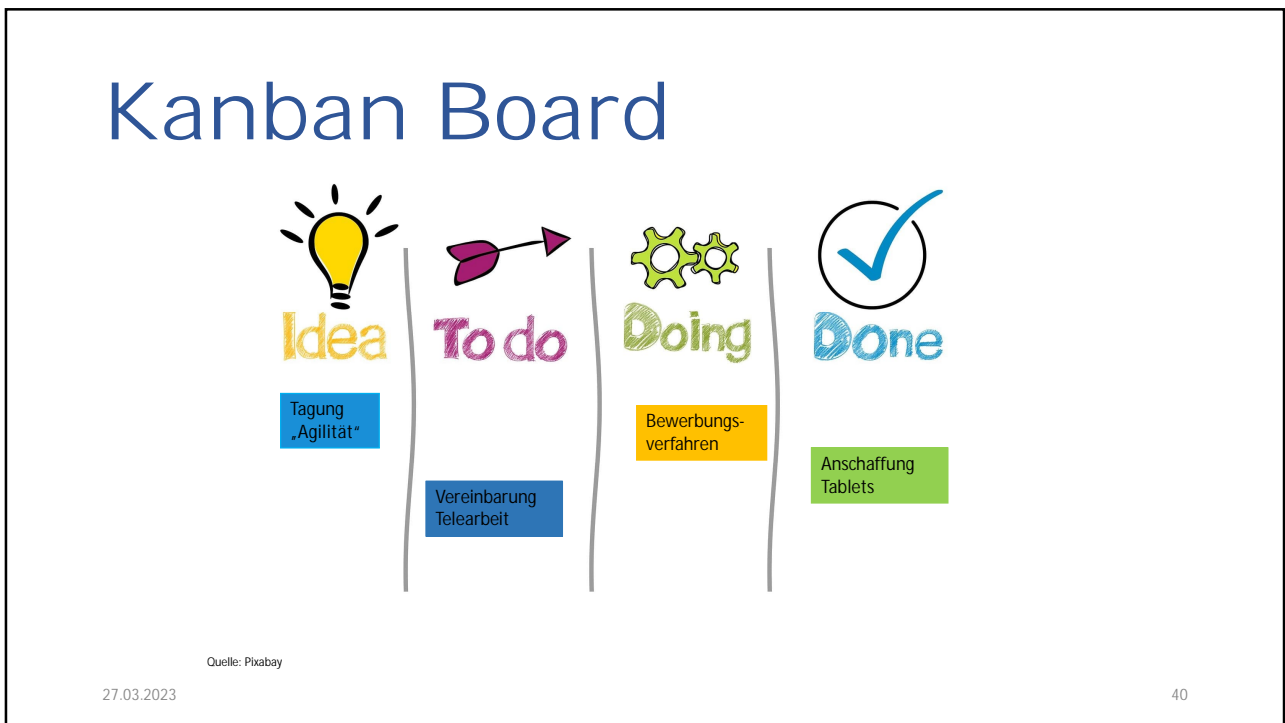 Kanban Board
Idea
To do
Doing
Done
Tagung
„Agilität“
Vereinbarung
Telearbeit
Bewerbungs-
verfahren
Anschaffung
Tablets
Quelle: Pixabay
27.03.2023
40